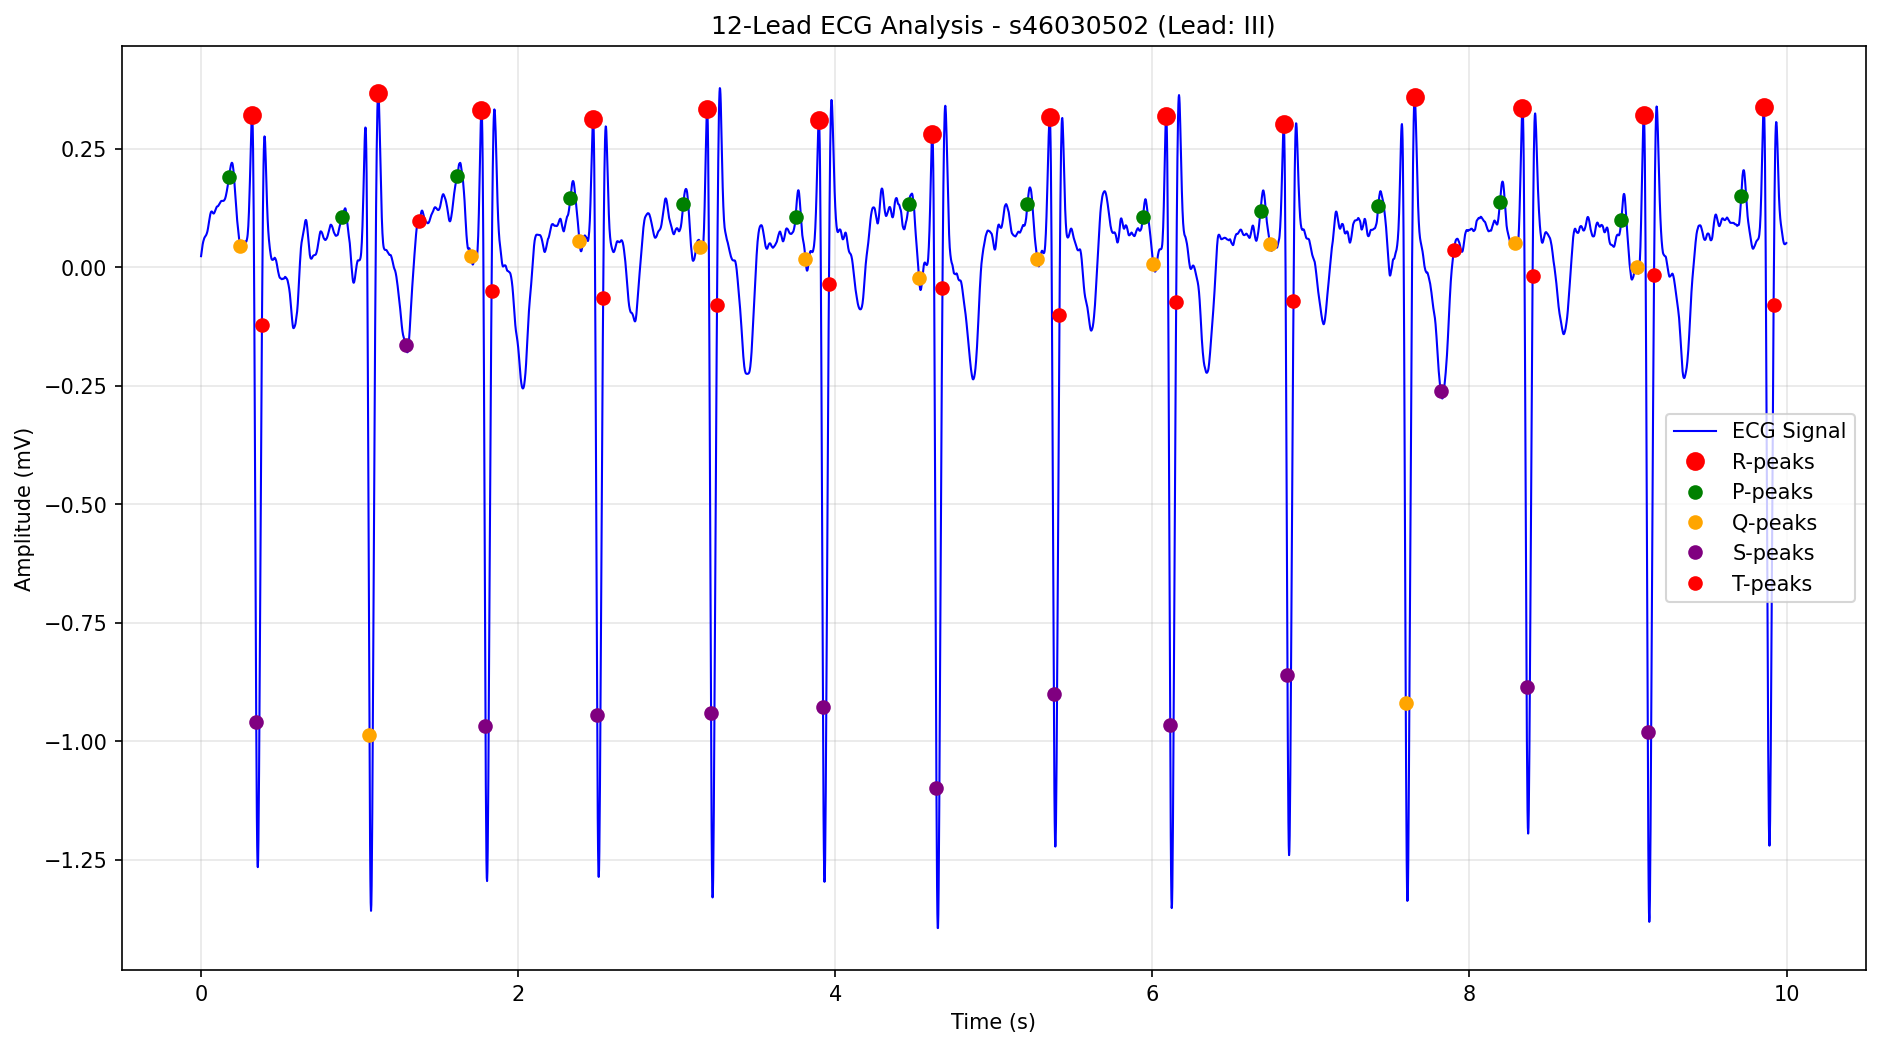 12-Lead ECG Analysis - s46030502 (Lead: III)
Amplitude (mV)
0.25
0.00
−0.25
−0.50
−0.75
−1.00
−1.25
ECG Signal
R-peaks
P-peaks
Q-peaks
S-peaks
T-peaks
0 2 4 6 8 10
Time (s)